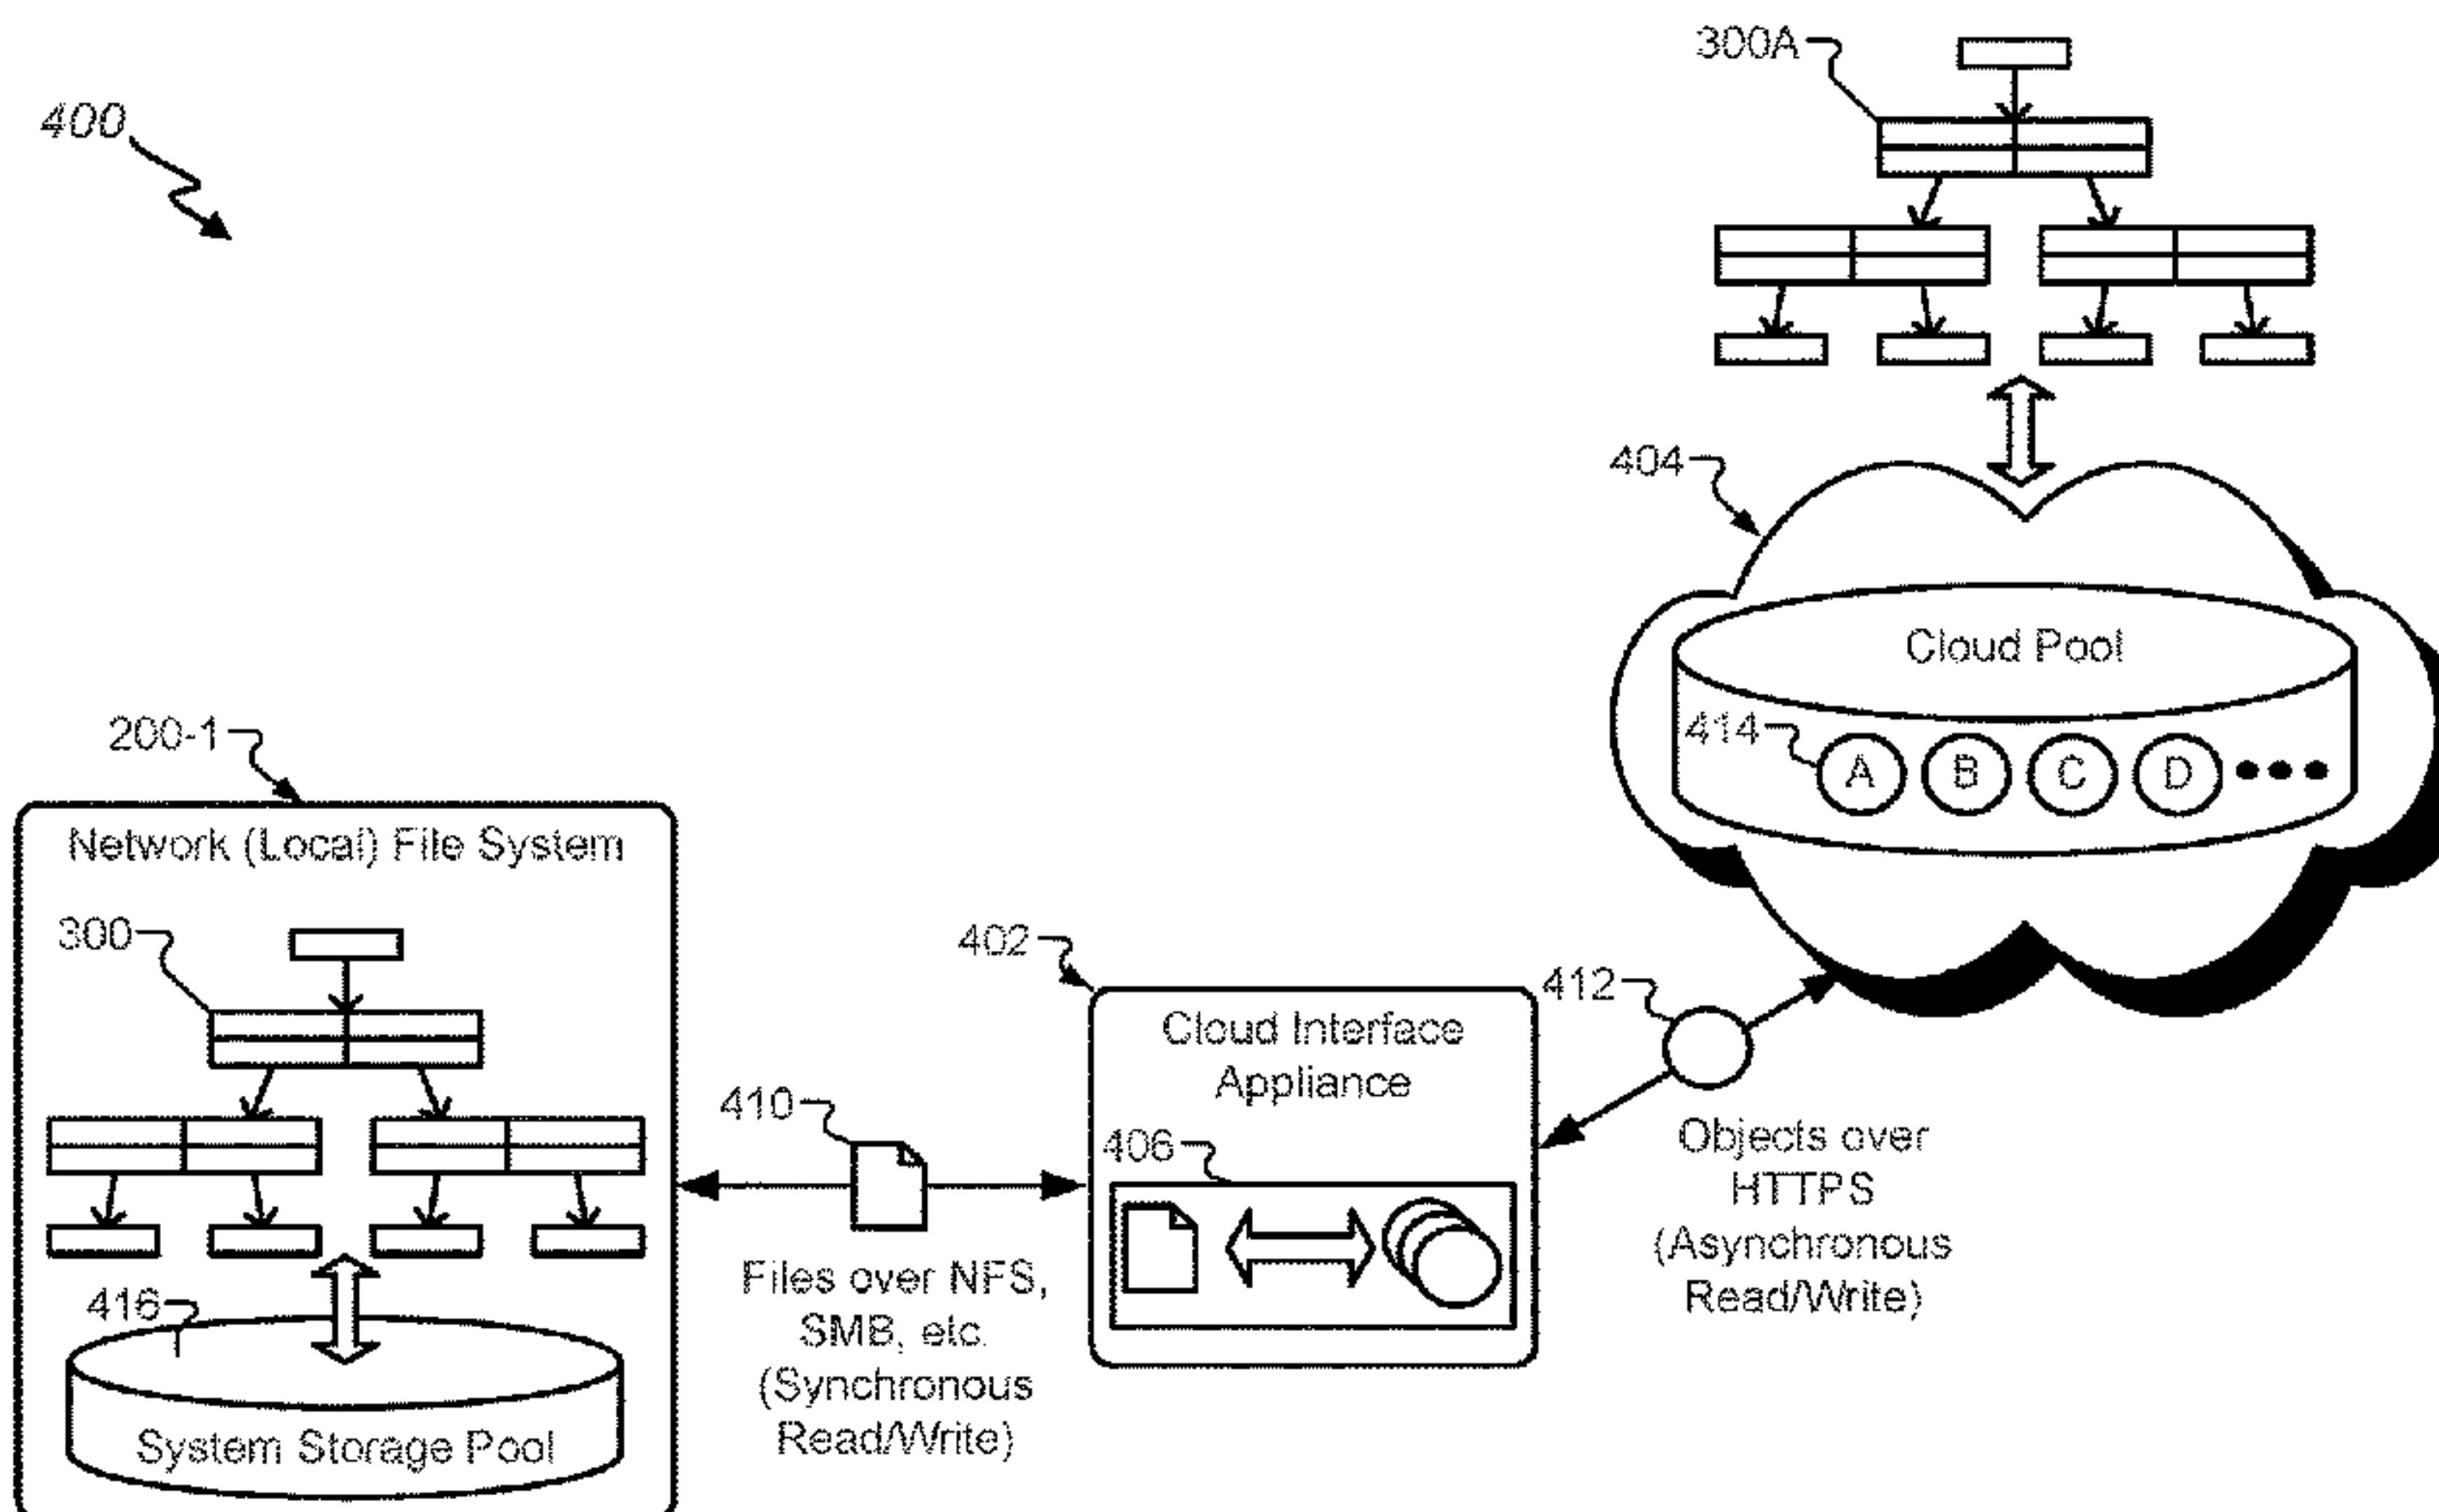 300A
400
404
Cloud Pool
414
A B C D •••
200-1
Network (Local) File System
300
402
412
Cloud Interface
Appliance
410
406
Objects over
HTTPS
(Asynchronous
Read/Write)
Files over NFS,
SMB, etc.
(Synchronous
Read/Write)
416
System Storage Pool